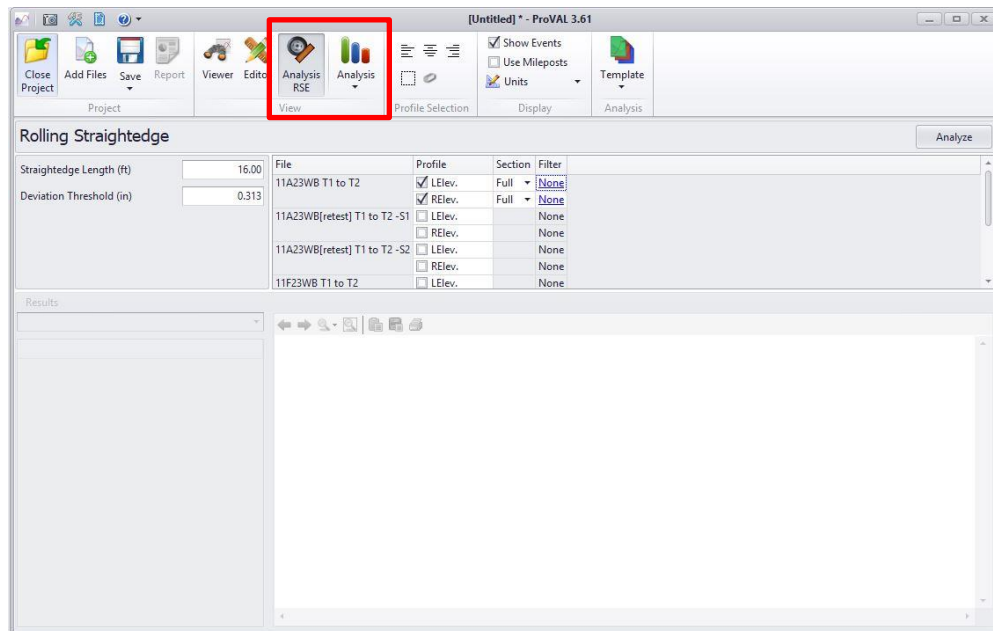 [Untitled] * - ProVAL 3.61
Close Project
Add Files
Save
Report
Viewer
Edito
Analysis RSE
Analysis
Show Events
Use Mileposts
Units
Template
Project
View
Profile Selection
Display
Analysis
Rolling Straightedge
Analyze
Straightedge Length (ft) 16.00
Deviation Threshold (in) 0.313
File Profile Section Filter
11A23WB T1 to T2 LElev. Full None
RElev. Full None
11A23WB[retest] T1 to T2 -S1 LElev. None
RElev. None
11A23WB[retest] T1 to T2 -S2 LElev. None
RElev. None
11F23WB T1 to T2 LElev. None
Results